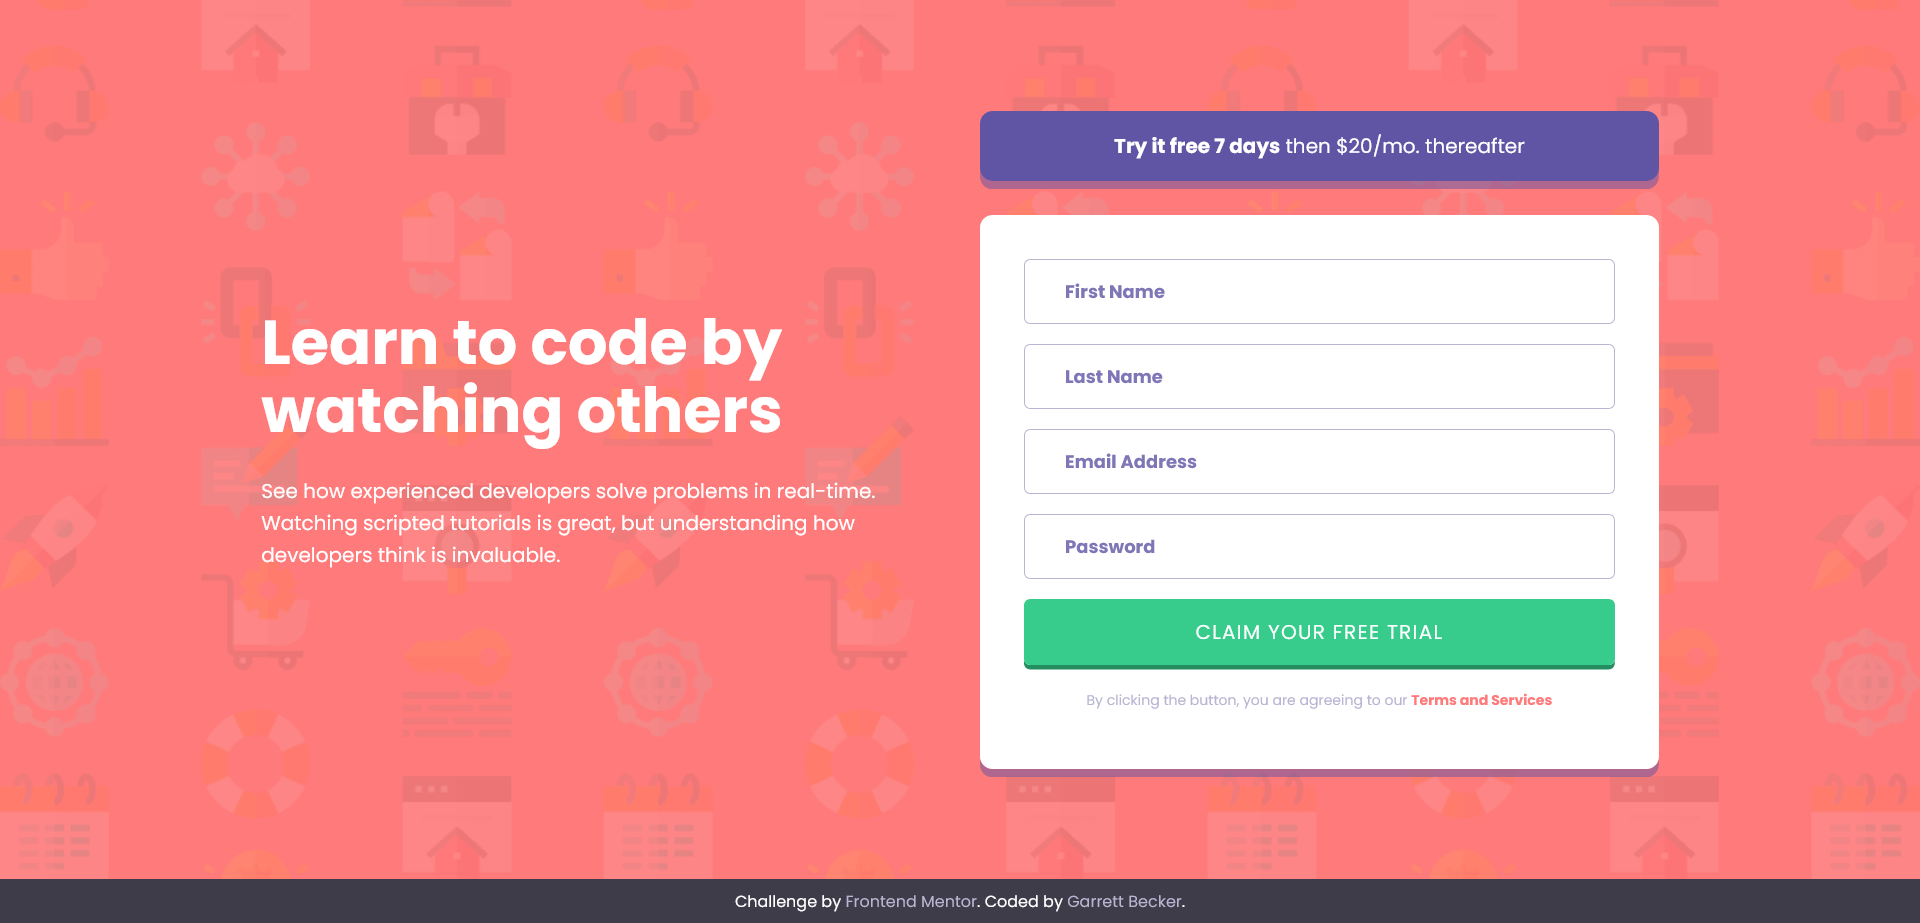 Learn to code by
watching others
See how experienced developers solve problems in real-time.
Watching scripted tutorials is great, but understanding how
developers think is invaluable.
Try it free 7 days then $20/mo. thereafter
First Name
Last Name
Email Address
Password
CLAIM YOUR FREE TRIAL
By clicking the button, you are agreeing to our Terms and Services
Challenge by Frontend Mentor. Coded by Garrett Becker.